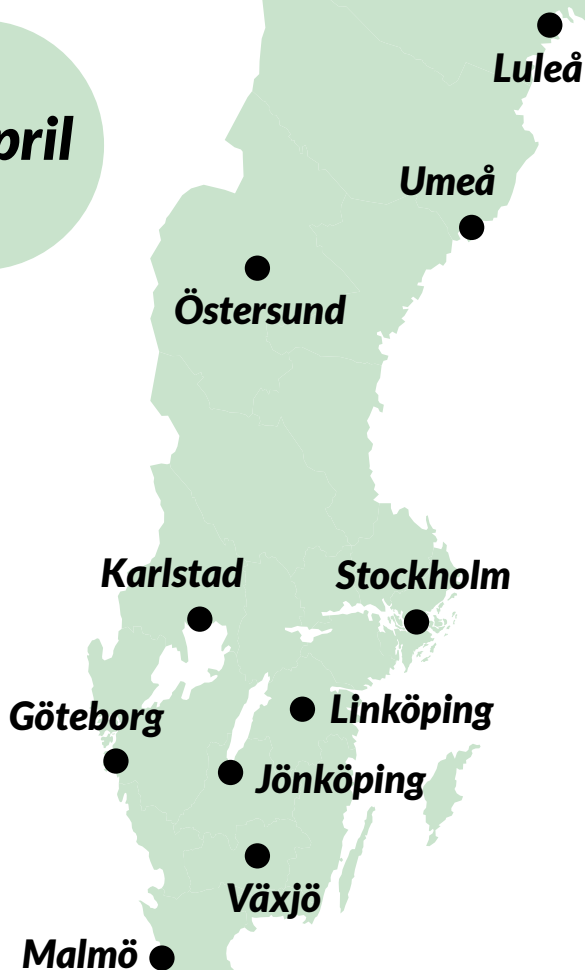 Luleå
pril
Umeå
Östersund
Karlstad
Stockholm
Göteborg
Linköping
Jönköping
Växjö
Malmö